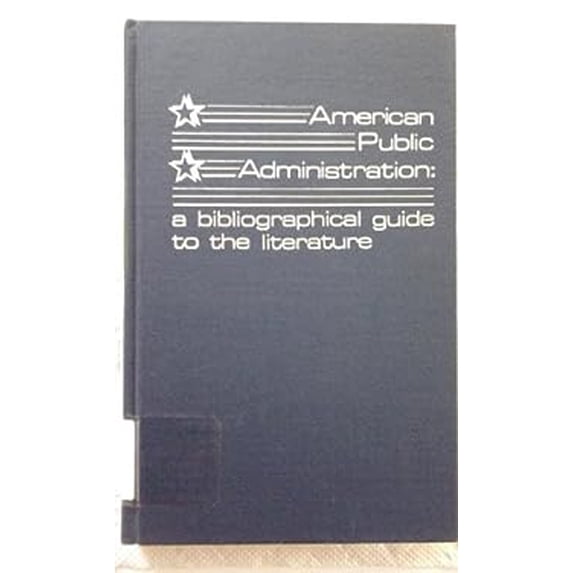 American
Public
Administration:
a bibliographical guide
to the literature